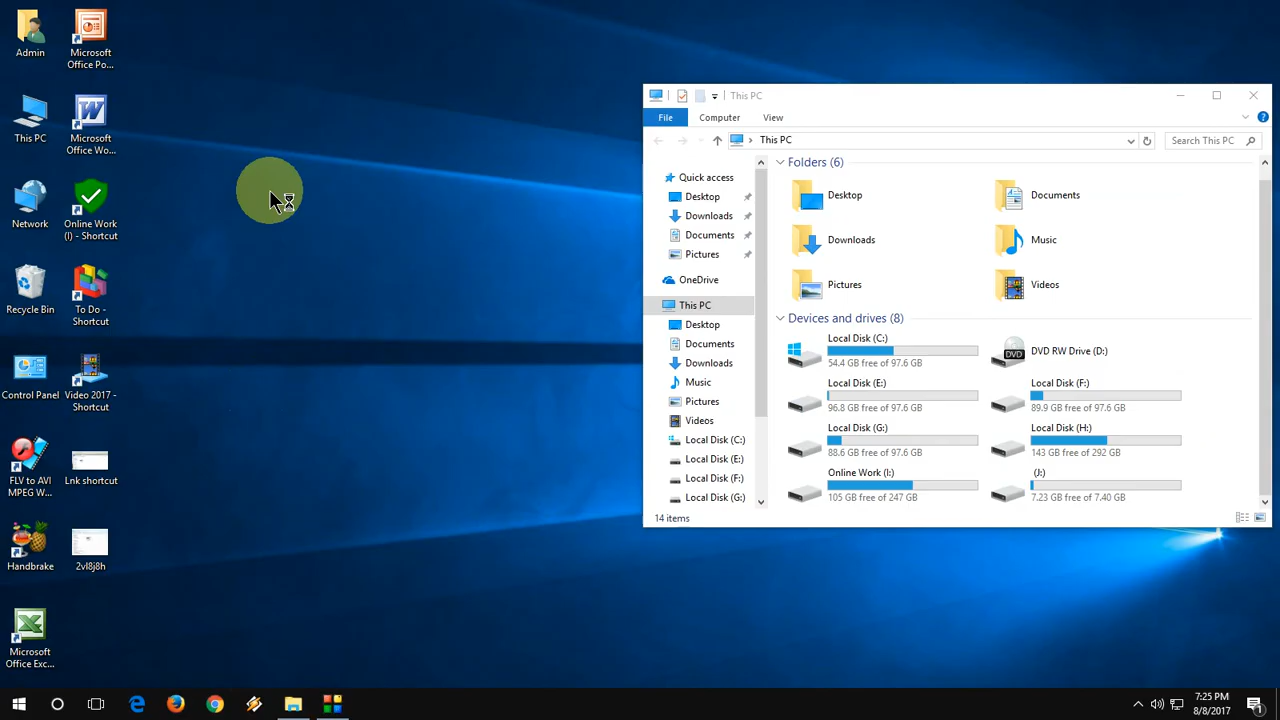 Admin
Microsoft
Office Po...
This PC
Microsoft
Office Wo...
Network
Online Work
(I) - Shortcut
Recycle Bin
To Do -
Shortcut
Control Panel
Video 2017 -
Shortcut
FLV to AVI
MPEG W...
Lnk shortcut
Handbrake
2vl8j8h
Microsoft
Office Exc...
This PC
File
Computer
View
This PC
Search This PC
Quick access
Desktop
Downloads
Documents
Pictures
OneDrive
This PC
Desktop
Documents
Downloads
Music
Pictures
Videos
Local Disk (C:)
Local Disk (E:)
Local Disk (F:)
Local Disk (G:)
Folders (6)
Desktop
Documents
Downloads
Music
Pictures
Videos
Devices and drives (8)
Local Disk (C:)
54.4 GB free of 97.6 GB
DVD
DVD RW Drive (D:)
Local Disk (E:)
96.8 GB free of 97.6 GB
Local Disk (F:)
89.9 GB free of 97.6 GB
Local Disk (G:)
88.6 GB free of 97.6 GB
Local Disk (H:)
143 GB free of 292 GB
Online Work (I:)
105 GB free of 247 GB
(J:)
7.23 GB free of 7.40 GB
14 items
7:25 PM
8/8/2017
1